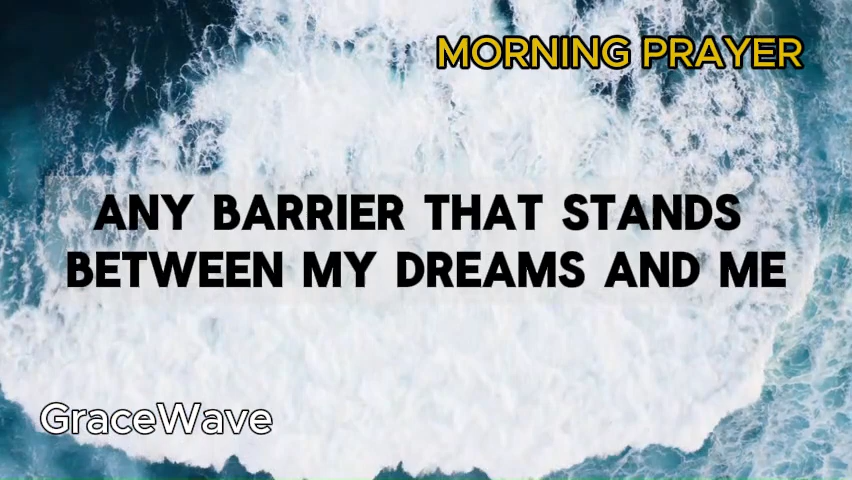 MORNING PRAYER
ANY BARRIER THAT STANDS
BETWEEN MY DREAMS AND ME
GraceWave